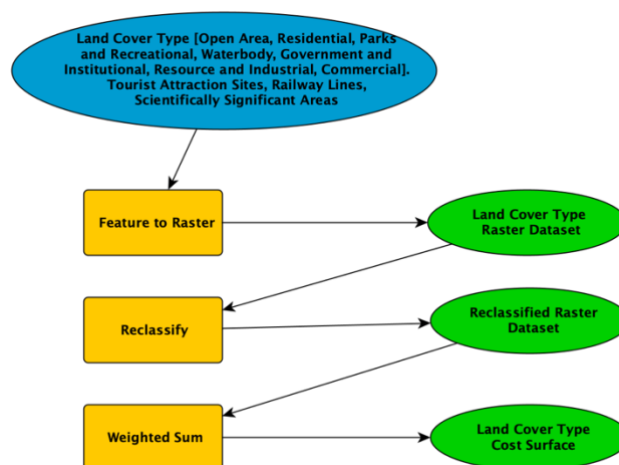 Land Cover Type [Open Area, Residential, Parks
and Recreational, Waterbody, Government and
Institutional, Resource and Industrial, Commercial].
Tourist Attraction Sites, Railway Lines,
Scientifically Significant Areas
Feature to Raster
Land Cover Type
Raster Dataset
Reclassify
Reclassified Raster
Dataset
Weighted Sum
Land Cover Type
Cost Surface